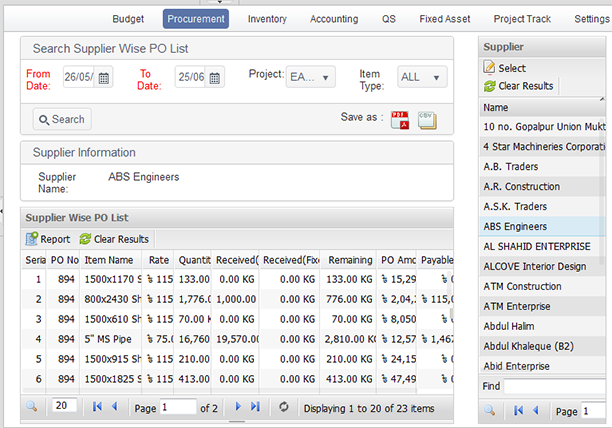 Budget Procurement Inventory Accounting QS Fixed Asset Project Track Settings
Search Supplier Wise PO List
From Date: 26/05/ To Date: 25/06 Project: EA... Item Type: ALL
Search Save as : PDF CSV
Supplier Information
Supplier Name: ABS Engineers
Supplier Wise PO List
Report Clear Results
Seria PO No Item Name Rate Quantit Received( Received(Fixe Remaining PO Amo Payable
1 894 1500x1170 S ৳ 115 133.00 0.00 KG 0.00 KG 133.00 KG ৳ 15,29 ৳ 0
2 894 800x2430 Sh ৳ 115 1,776.0 1,000.00 0.00 KG 776.00 KG ৳ 2,04, ৳ 115,0
3 894 1500x610 Sh ৳ 115 70.00 K 0.00 KG 0.00 KG 70.00 KG ৳ 8,050 ৳ 0
4 894 5" MS Pipe ৳ 75.0 16,760 19,570.00 0.00 KG 2,810.00 KG ৳ 12,57 ৳ 1,467
5 894 1500x915 Sh ৳ 115 210.00 0.00 KG 0.00 KG 210.00 KG ৳ 24,15 ৳ 0
6 894 1500x1825 S ৳ 115 413.00 0.00 KG 0.00 KG 413.00 KG ৳ 47,49 ৳ 0
20 Page 1 of 2 Displaying 1 to 20 of 23 items
Supplier
Select
Clear Results
Name
10 no. Gopalpur Union Mukt
4 Star Machineries Corporati
A.B. Traders
A.R. Construction
A.S.K. Traders
ABS Engineers
AL SHAHID ENTERPRISE
ALCOVE Interior Design
ATM Construction
ATM Enterprise
Abdul Halim
Abdul Khaleque (B2)
Abid Enterprise
Find
Page 1